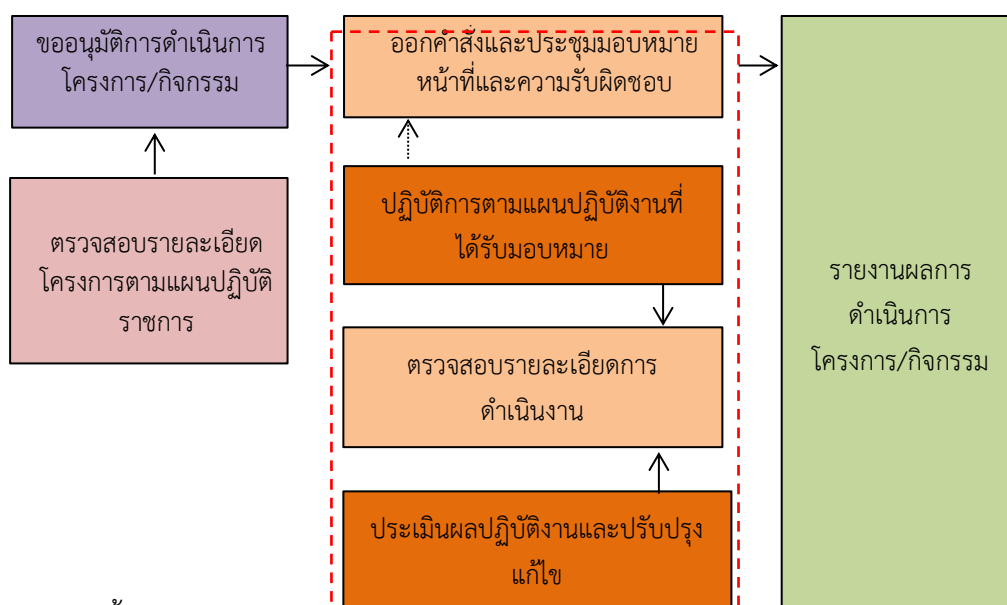 ขออนุมัติการดำเนินการ
โครงการ/กิจกรรม
ตรวจสอบรายละเอียด
โครงการตามแผนปฏิบัติ
ราชการ
ออกคำสั่งและประชุมมอบหมาย
หน้าที่และความรับผิดชอบ
ปฏิบัติการตามแผนปฏิบัติงานที่
ได้รับมอบหมาย
ตรวจสอบรายละเอียดการ
ดำเนินงาน
ประเมินผลปฏิบัติงานและปรับปรุง
แก้ไข
รายงานผลการ
ดำเนินการ
โครงการ/กิจกรรม